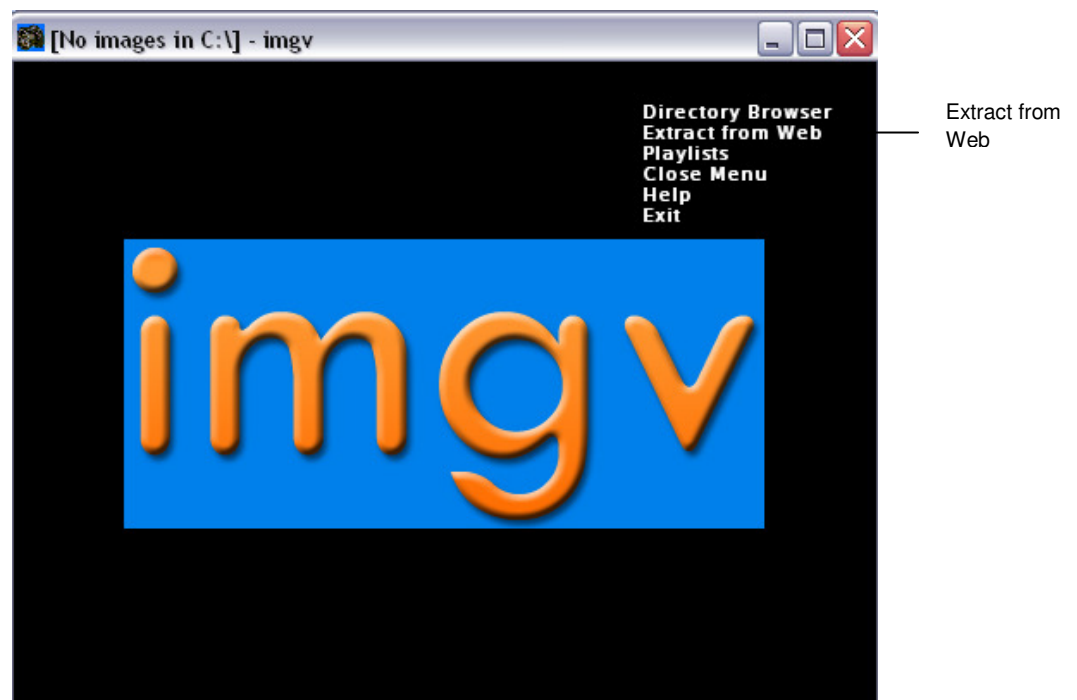 [No images in C:\] - imgv
Directory Browser
Extract from Web
Playlists
Close Menu
Help
Exit
imgv
Extract from
Web